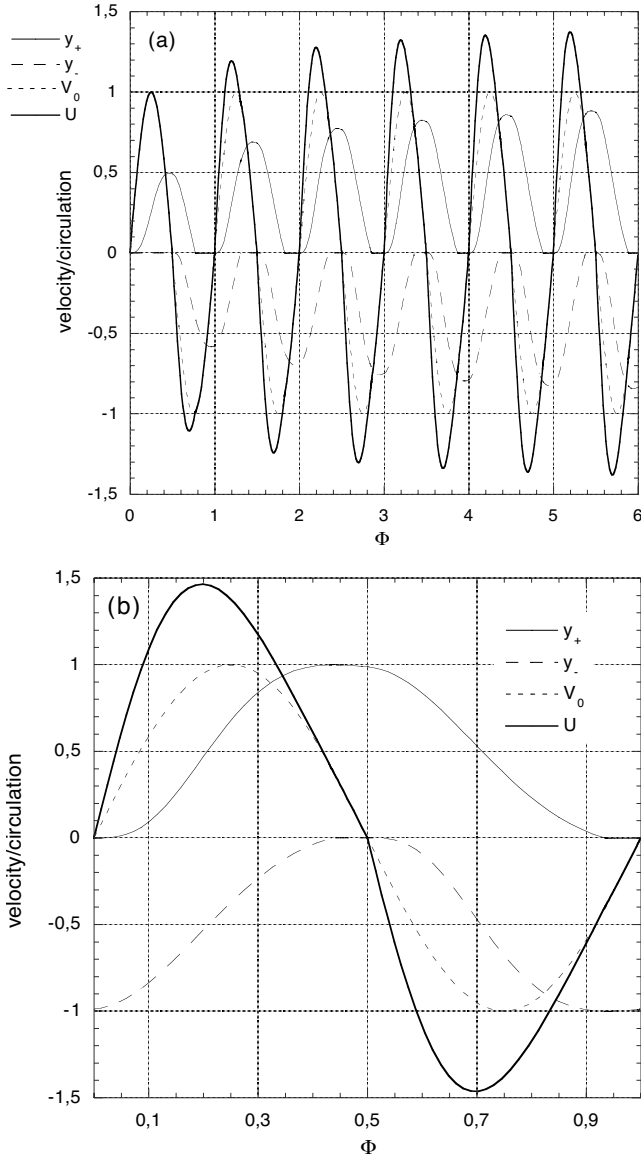 1,5
(a)
y+
y-
V0
U
1
0,5
0
-0,5
-1
-1,5
velocity/circulation
0 1 2 3 4 5 6
Φ
1,5
(b)
y+
y-
V0
U
1
0,5
0
-0,5
-1
-1,5
velocity/circulation
0,1 0,3 0,5 0,7 0,9
Φ